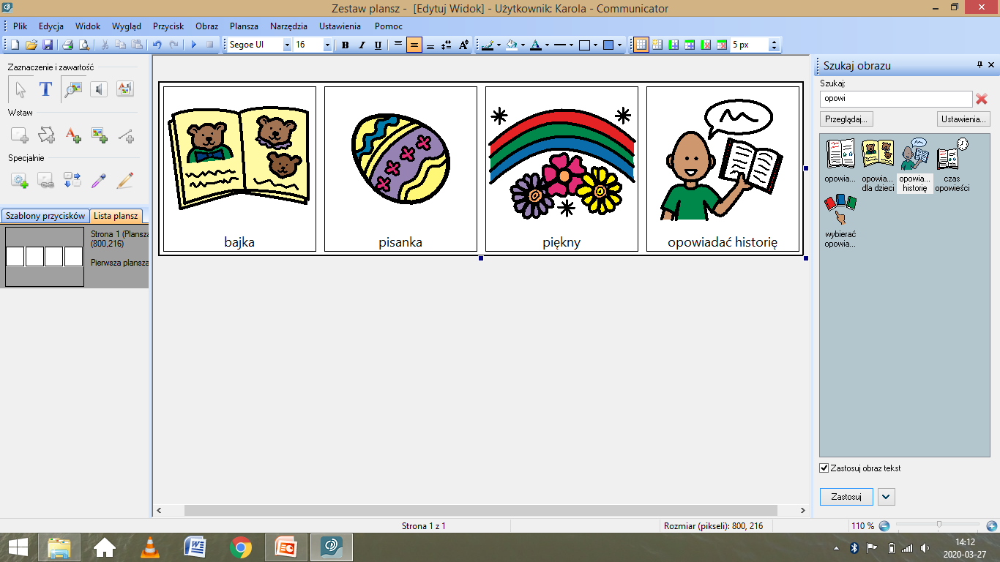 Zestaw plansz -  [Edytuj Widok] - Użytkownik: Karola - Communicator
Plik Edycja Widok Wygląd Przycisk Obraz Plansza Narzędzia Ustawienia Pomoc
Segoe UI 16 B I U A A 5 px
Zaznaczenie i zawartość
T
Wstaw
A
Specjalnie
Szablony przycisków Lista plansz
Strona 1 (Plansza
(800,216)
Pierwsza plansza
bajka
pisanka
piękny
opowiadać historię
Szukaj obrazu
Szukaj:
opowi
Przeglądaj... Ustawienia...
opowia...
opowia...
dla dzieci
opowia...
historię
czas
opowieści
wybierać
opowia...
Zastosuj obraz tekst
Zastosuj
Strona 1 z 1
Rozmiar (pikseli): 800, 216
110 %
14:12
2020-03-27